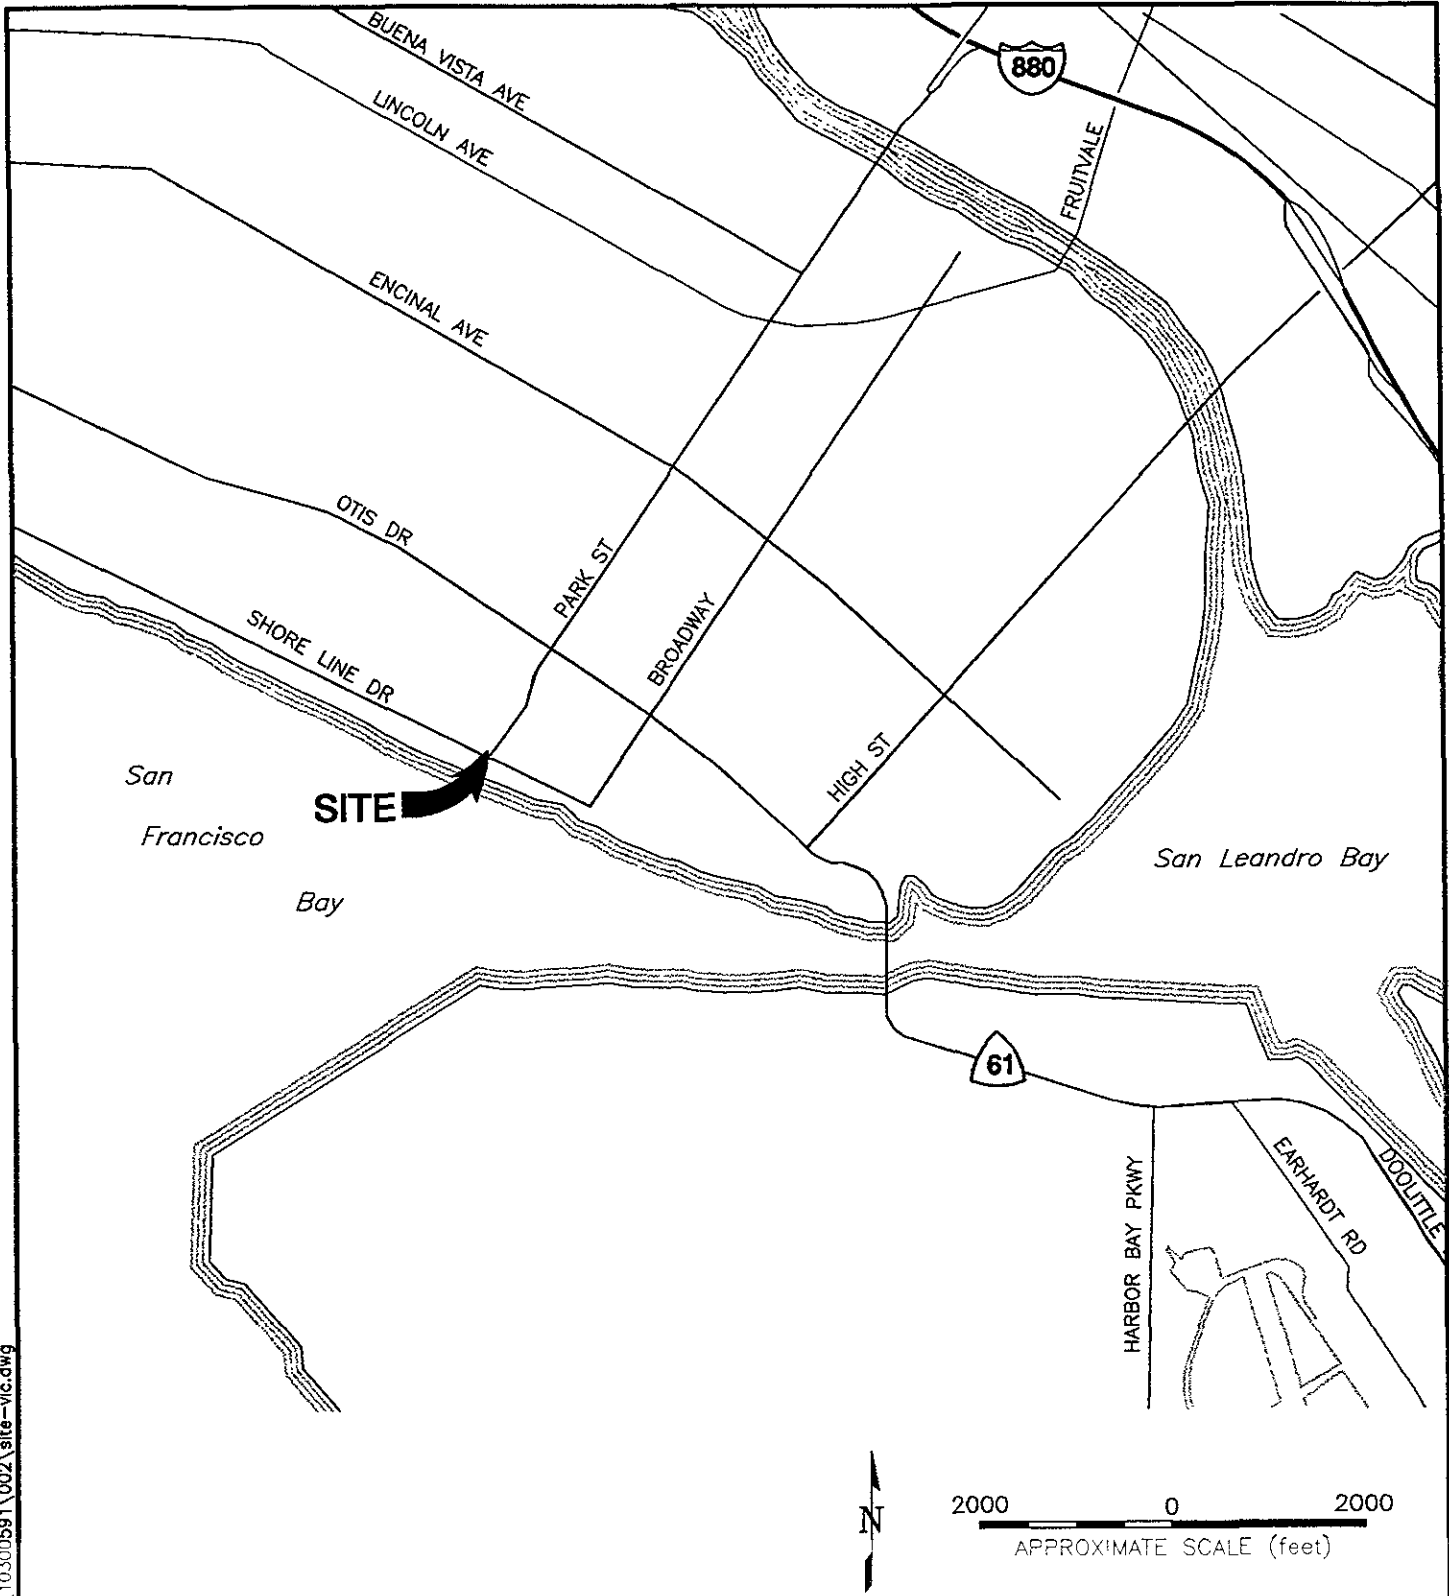 BUENA VISTA AVE
880
LINCOLN AVE
FRUITVALE
ENCINAL AVE
OTIS DR
PARK ST
SHORE LINE DR
BROADWAY
HIGH ST
San
Francisco
Bay
SITE
San Leandro Bay
61
HARBOR BAY PKWY
EARHARDT RD
DOOLITTLE
N
2000 0 2000
APPROXIMATE SCALE (feet)
10300591\002\site-vic.dwg